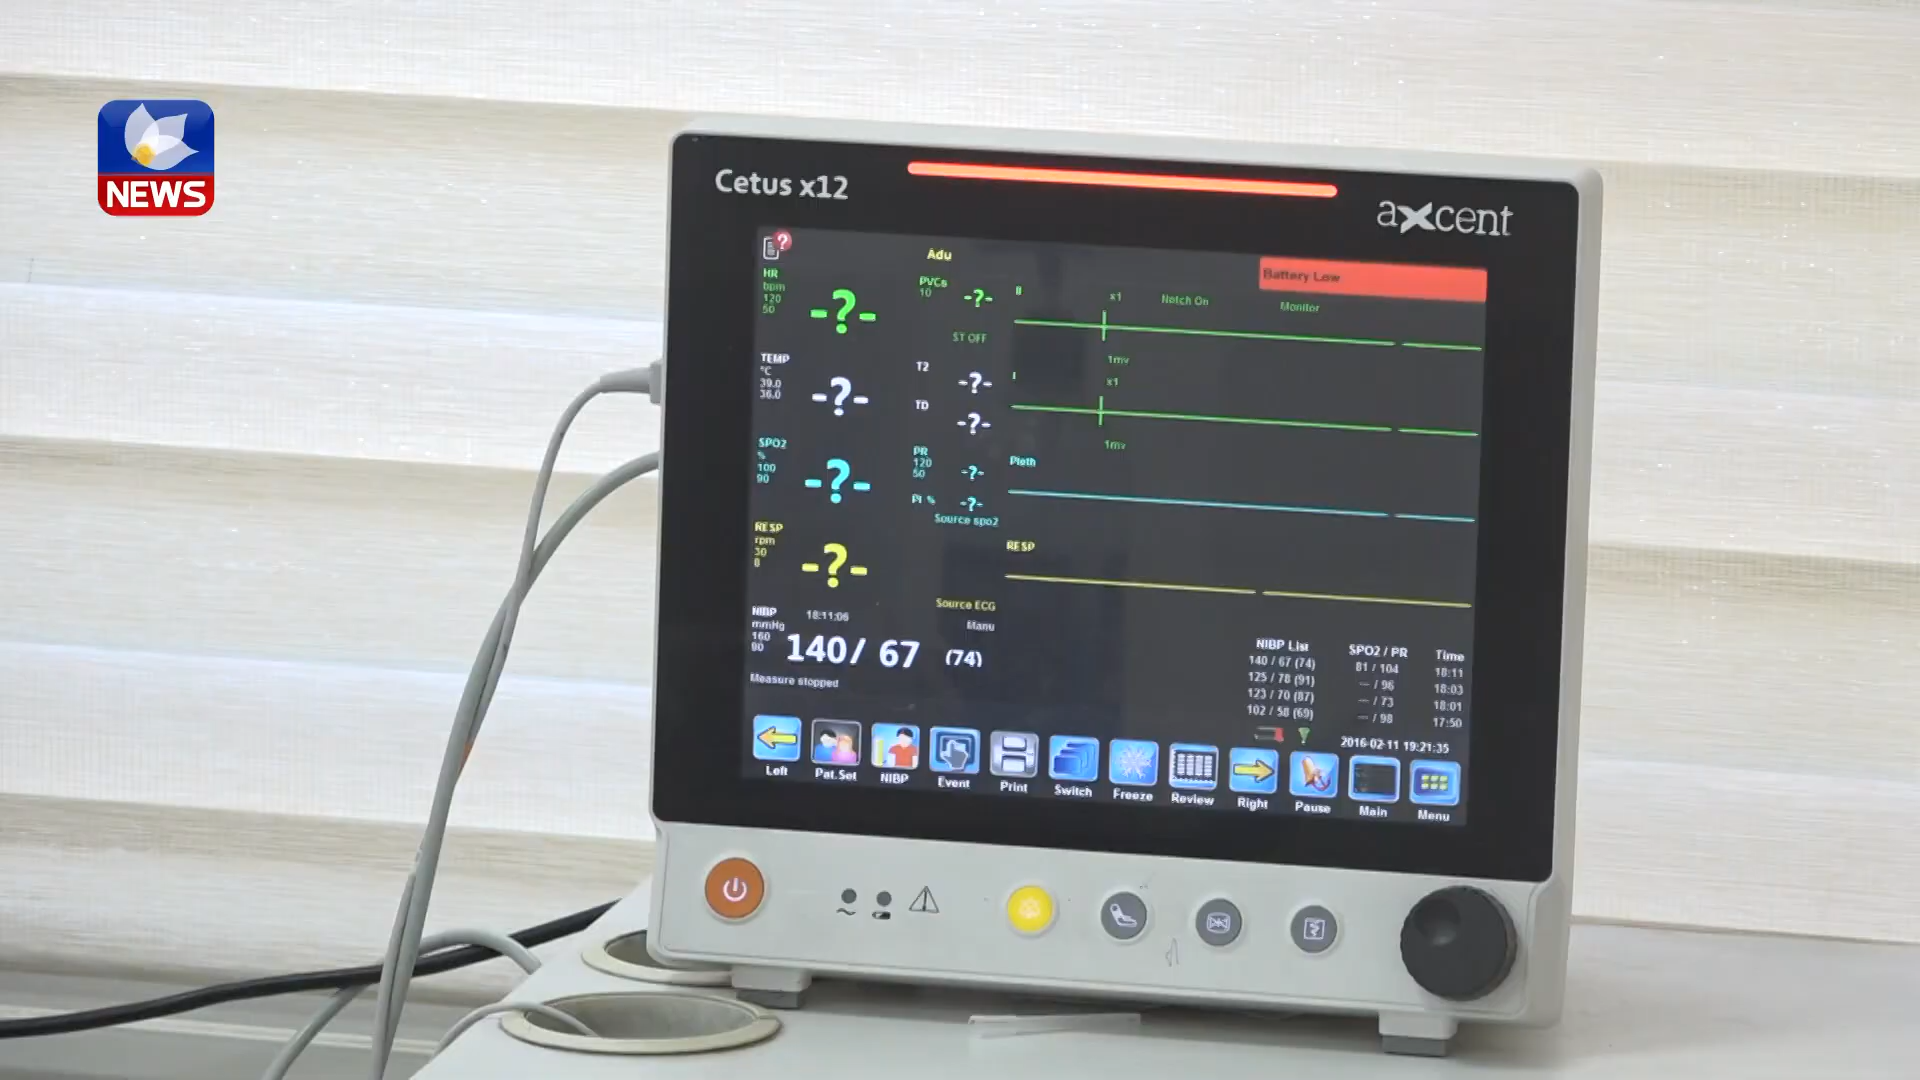 NEWS
Cetus x12
axcent
?
Adu
Battery Low
HR
bpm
120
50
-?-
PVCs
10
-?-
ST OFF
II
x1
Notch On
Monitor
1mv
TEMP
°C
39.0
36.0
-?-
T2
-?-
TD
-?-
I
x1
1mv
SPO2
%
100
90
-?-
PR
120
50
-?-
PI %
-?-
Source spo2
Pleth
RESP
rpm
30
8
-?-
Source ECG
RESP
NIBP
18:11:06
Manu
mmHg
160
90
140/ 67 (74)
Measure stopped
NIBP List SPO2 / PR Time
140 / 67 (74) 81 / 104 18:11
125 / 78 (91) --- / 96 18:03
123 / 70 (87) --- / 73 18:01
102 / 58 (69) --- / 98 17:50
2016-02-11 19:21:35
Left
Pat.Set
NIBP
Event
Print
Switch
Freeze
Review
Right
Pause
Main
Menu